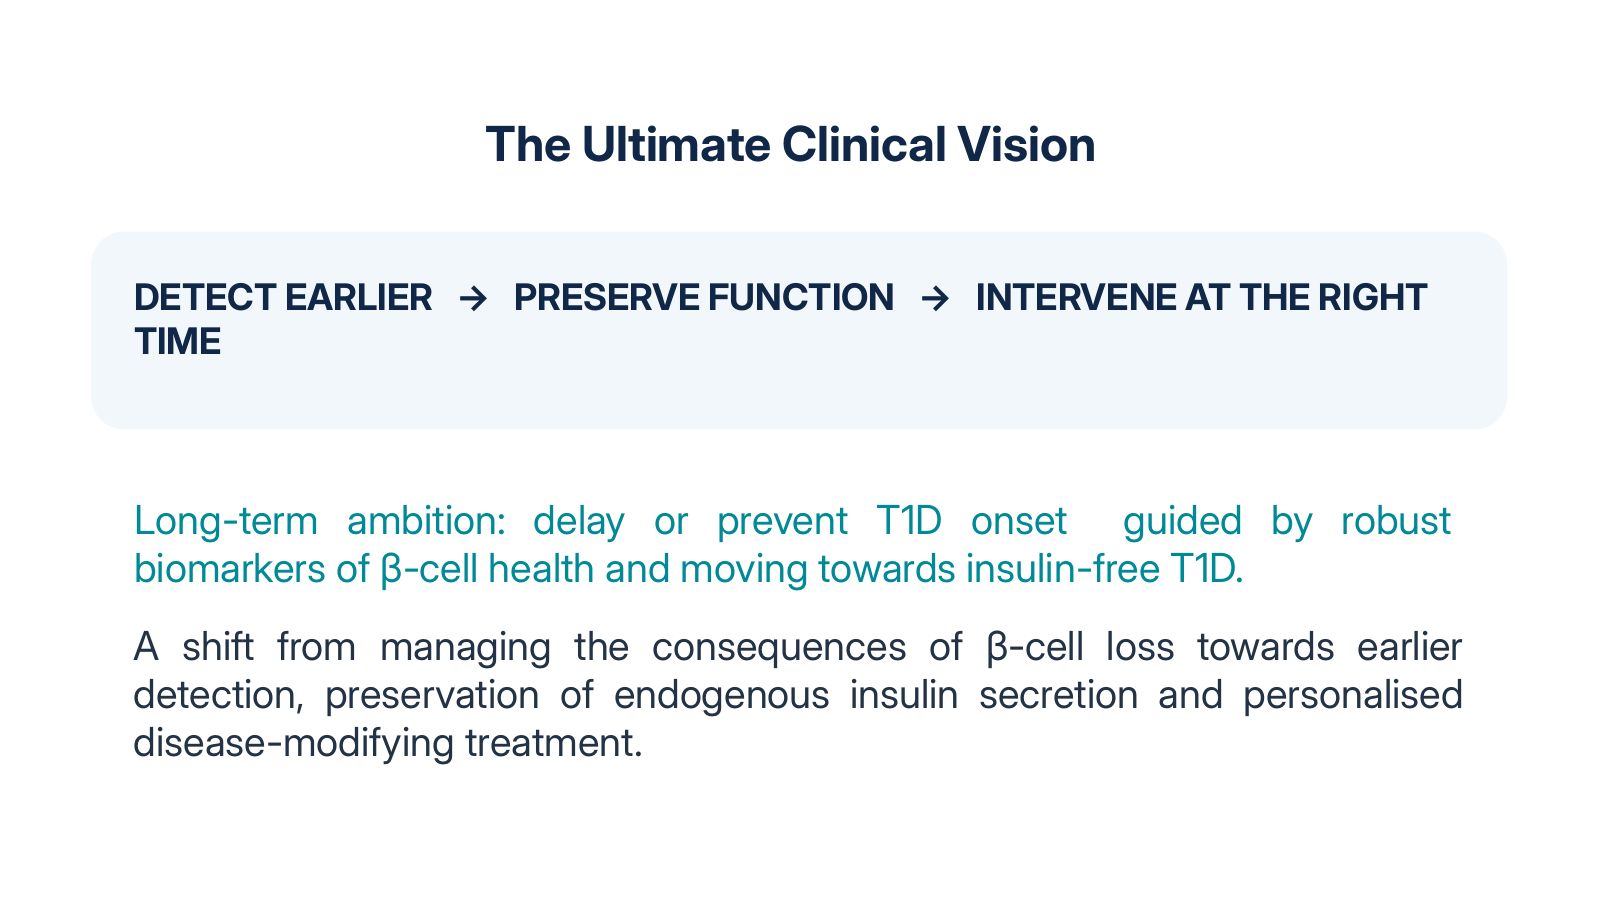 The Ultimate Clinical Vision
DETECT EARLIER → PRESERVE FUNCTION → INTERVENE AT THE RIGHT
TIME
Long-term ambition: delay or prevent T1D onset guided by robust
biomarkers of β-cell health and moving towards insulin-free T1D.
A shift from managing the consequences of β-cell loss towards earlier
detection, preservation of endogenous insulin secretion and personalised
disease-modifying treatment.